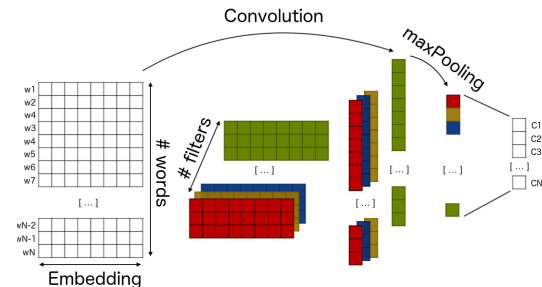 Convolution
maxPooling
w1
w2
w4
w3
w4
w5
w6
w7
[ ... ]
wN-2
wN-1
wN
Embedding
# words
# filters
[ ... ]
[ ... ]
[ ... ]
[ ... ]
C1
C2
C3
[ ... ]
CN